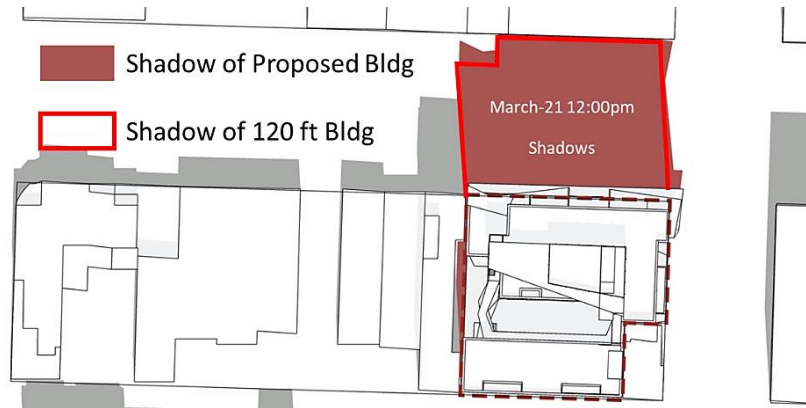 Shadow of Proposed Bldg
Shadow of 120 ft Bldg
March-21 12:00pm
Shadows